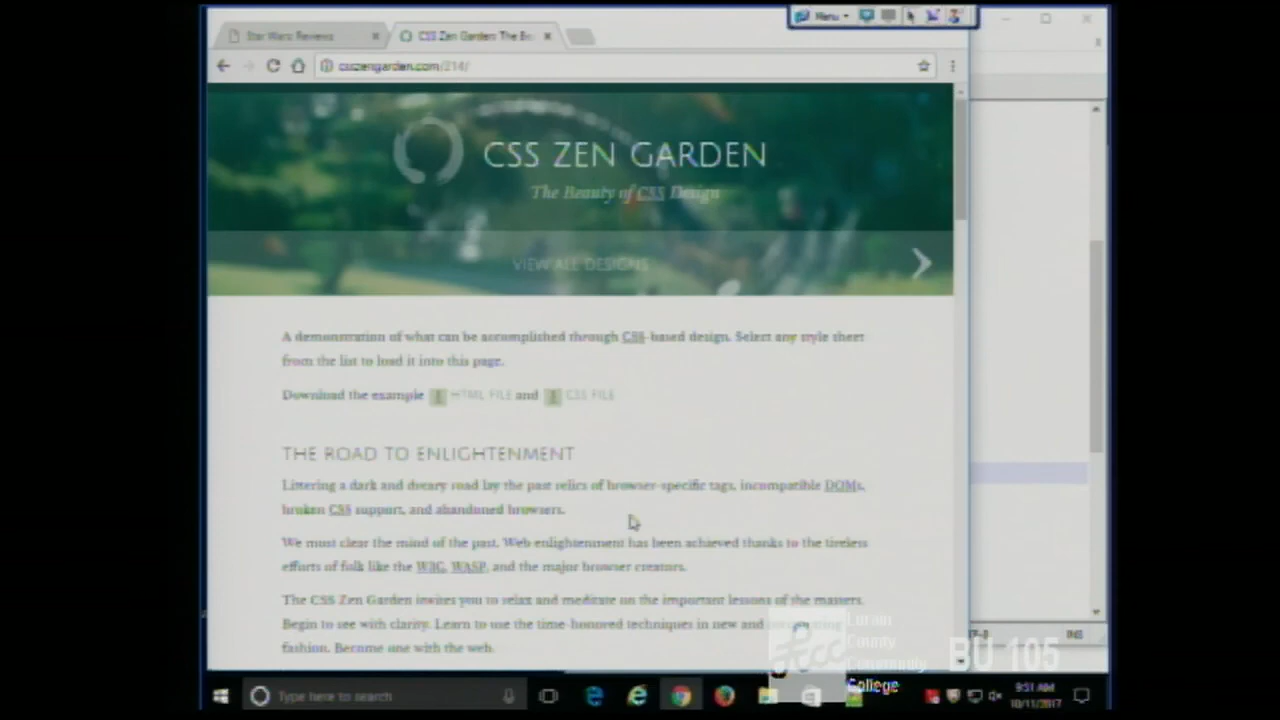 Menu
Star Wars Reviews
CSS Zen Garden: The Be
csszengarden.com/214/
CSS ZEN GARDEN
The Beauty of CSS Design
VIEW ALL DESIGNS
A demonstration of what can be accomplished through CSS-based design. Select any style sheet
from the list to load it into this page.
Download the example HTML FILE and CSS FILE
THE ROAD TO ENLIGHTENMENT
Littering a dark and dreary road lay the past relics of browser-specific tags, incompatible DOMs,
broken CSS support, and abandoned browsers.
We must clear the mind of the past. Web enlightenment has been achieved thanks to the tireless
efforts of folk like the W3C, WASP, and the major browser creators.
The CSS Zen Garden invites you to relax and meditate on the important lessons of the masters.
Begin to see with clarity. Learn to use the time-honored techniques in new and
fashion. Become one with the web.
INS
Lorain
County
Community
College
BU 105
Type here to search
9:51 AM
10/11/2017